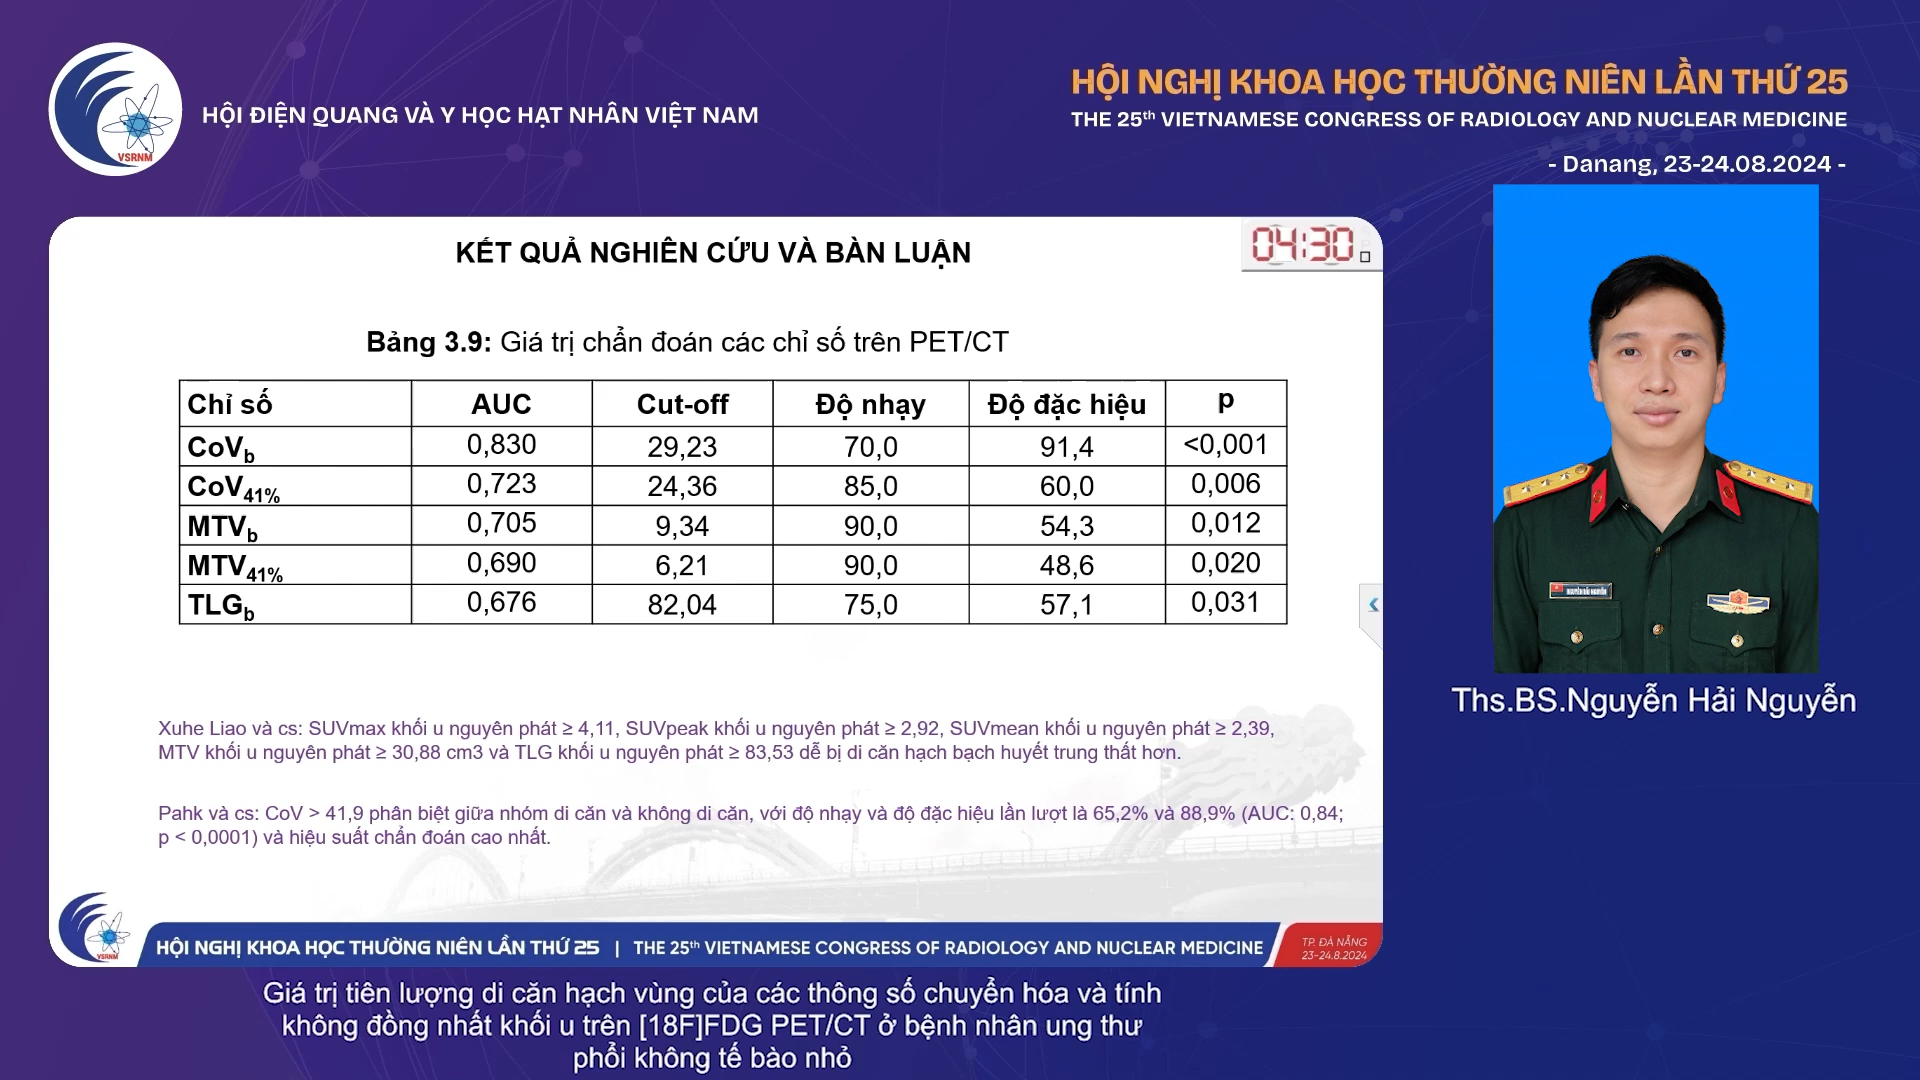 VSRNM
HỘI ĐIỆN QUANG VÀ Y HỌC HẠT NHÂN VIỆT NAM
HỘI NGHỊ KHOA HỌC THƯỜNG NIÊN LẦN THỨ 25
THE 25th VIETNAMESE CONGRESS OF RADIOLOGY AND NUCLEAR MEDICINE
- Danang, 23-24.08.2024 -
KẾT QUẢ NGHIÊN CỨU VÀ BÀN LUẬN
04:30
Bảng 3.9: Giá trị chẩn đoán các chỉ số trên PET/CT
Chỉ số AUC Cut-off Độ nhạy Độ đặc hiệu p
CoVb 0,830 29,23 70,0 91,4 <0,001
CoV41% 0,723 24,36 85,0 60,0 0,006
MTVb 0,705 9,34 90,0 54,3 0,012
MTV41% 0,690 6,21 90,0 48,6 0,020
TLGb 0,676 82,04 75,0 57,1 0,031
Xuhe Liao và cs: SUVmax khối u nguyên phát ≥ 4,11, SUVpeak khối u nguyên phát ≥ 2,92, SUVmean khối u nguyên phát ≥ 2,39,
MTV khối u nguyên phát ≥ 30,88 cm3 và TLG khối u nguyên phát ≥ 83,53 dễ bị di căn hạch bạch huyết trung thất hơn.
Pahk và cs: CoV > 41,9 phân biệt giữa nhóm di căn và không di căn, với độ nhạy và độ đặc hiệu lần lượt là 65,2% và 88,9% (AUC: 0,84;
p < 0,0001) và hiệu suất chẩn đoán cao nhất.
VSRNM
HỘI NGHỊ KHOA HỌC THƯỜNG NIÊN LẦN THỨ 25 | THE 25th VIETNAMESE CONGRESS OF RADIOLOGY AND NUCLEAR MEDICINE
TP. ĐÀ NẴNG
23-24.8.2024
NGUYỄN HẢI NGUYỄN
Ths.BS.Nguyễn Hải Nguyễn
Giá trị tiên lượng di căn hạch vùng của các thông số chuyển hóa và tính
không đồng nhất khối u trên [18F]FDG PET/CT ở bệnh nhân ung thư
phổi không tế bào nhỏ